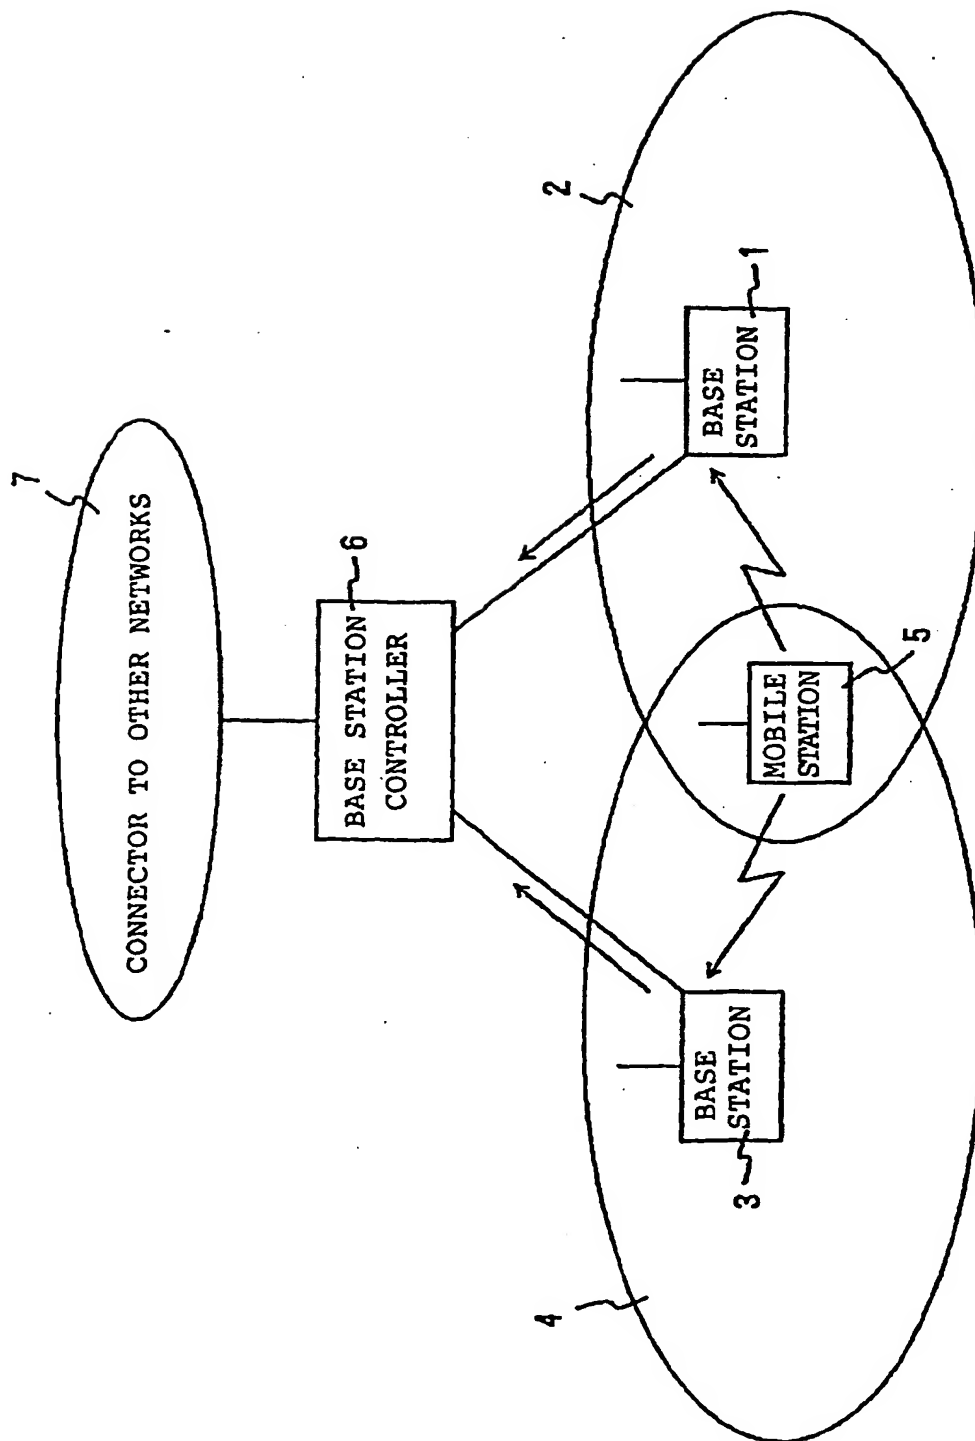 7
CONNECTOR TO OTHER NETWORKS
6
BASE STATION
CONTROLLER
4
2
3
BASE
STATION
MOBILE
STATION
5
BASE
STATION
1